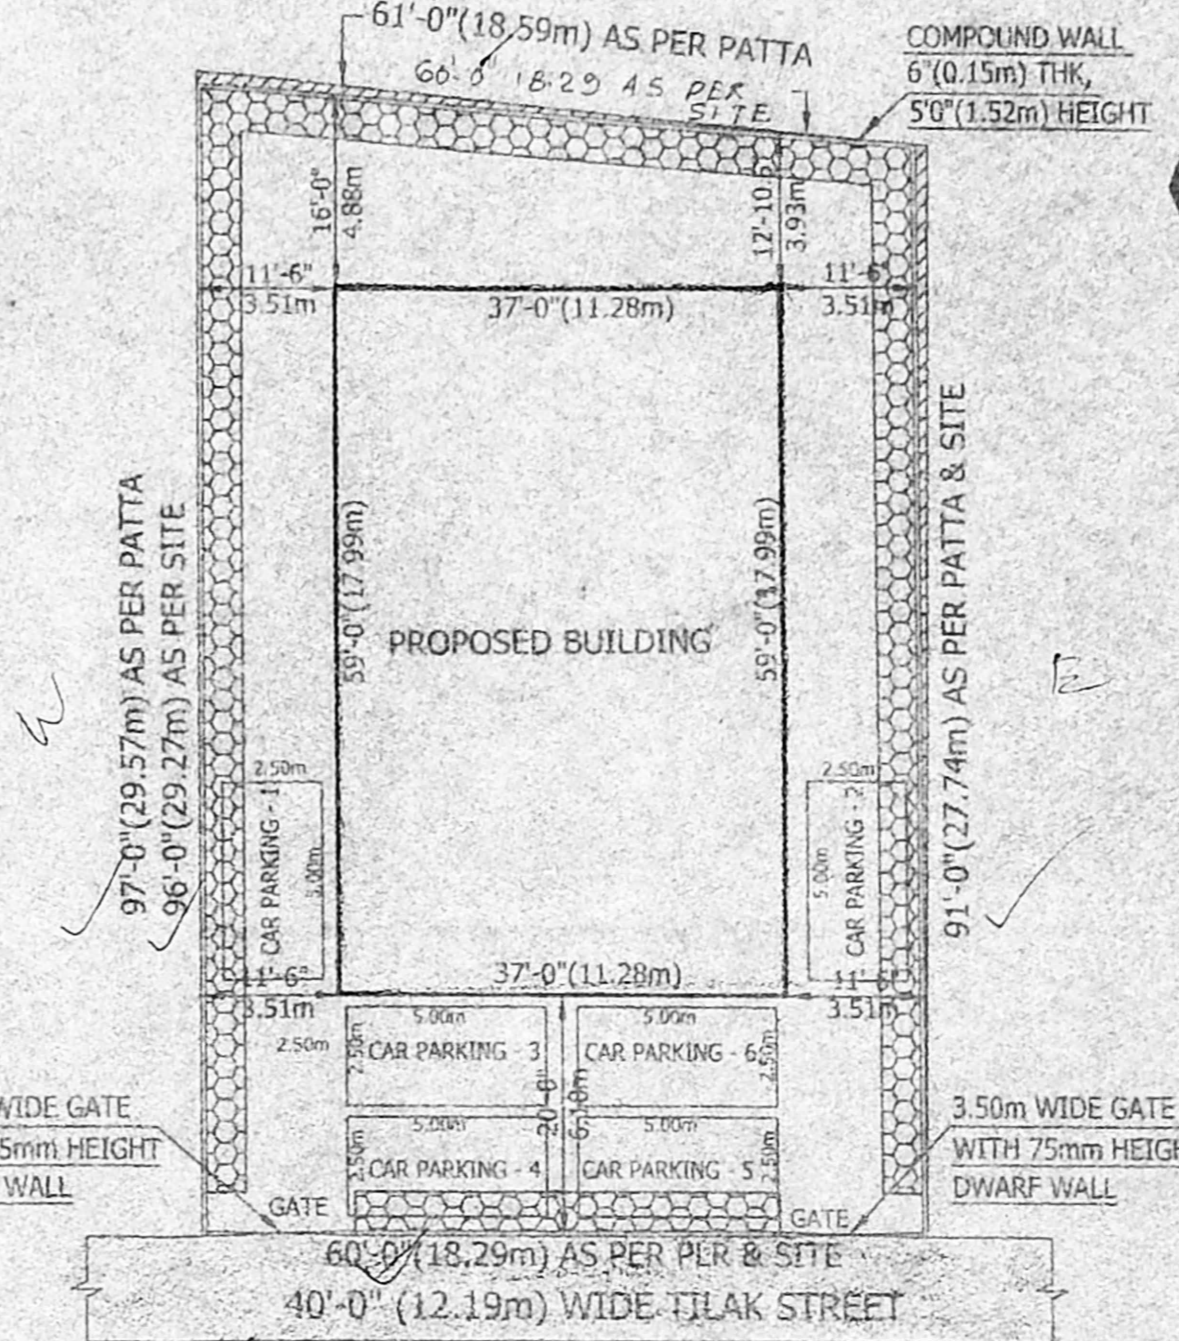 61'-0"(18.59m) AS PER PATTA
60'-0" 18.29 AS PER
SITE
COMPOUND WALL
6"(0.15m) THK,
5'0"(1.52m) HEIGHT
16'-0"
4.88m
12'-10.5"
3.93m
11'-6"
3.51m
37'-0"(11.28m)
11'-6"
3.51m
97'-0"(29.57m) AS PER PATTA
96'-0"(29.27m) AS PER SITE
59'-0"(17.99m)
PROPOSED BUILDING
59'-0"(17.99m)
91'-0"(27.74m) AS PER PATTA & SITE
E
2.50m
CAR PARKING - 1
5.00m
2.50m
5.00m
CAR PARKING - 2
11'-6"
3.51m
37'-0"(11.28m)
11'-6"
3.51m
2.50m
5.00m
2.50m
CAR PARKING - 3
5.00m
CAR PARKING - 6
2.50m
20'-0"
5.00m
2.50m
CAR PARKING - 4
5.00m
CAR PARKING - 5
2.50m
WIDE GATE
5mm HEIGHT
WALL
3.50m WIDE GATE
WITH 75mm HEIGH
DWARF WALL
GATE
GATE
60'-0"(18.29m) AS PER PLR & SITE
40'-0" (12.19m) WIDE TILAK STREET